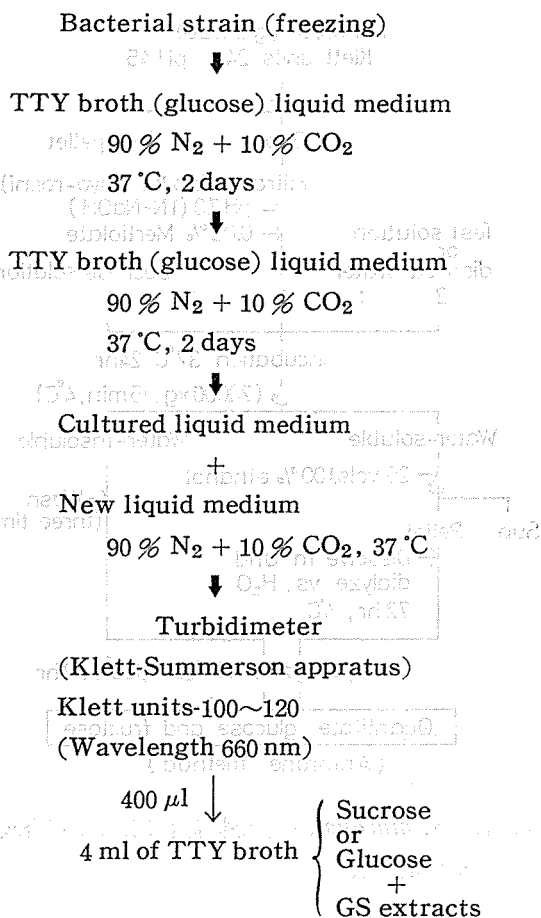 Bacterial strain (freezing)
TTY broth (glucose) liquid medium
90 % N₂ + 10 % CO₂
37 ℃, 2 days
TTY broth (glucose) liquid medium
90 % N₂ + 10 % CO₂
37 ℃, 2 days
Cultured liquid medium
+
New liquid medium
90 % N₂ + 10 % CO₂, 37 ℃
Turbidimeter
(Klett-Summerson appratus)
Klett units-100~120
(Wavelength 660 nm)
400 µl
4 ml of TTY broth
Sucrose
or
Glucose
+
GS extracts